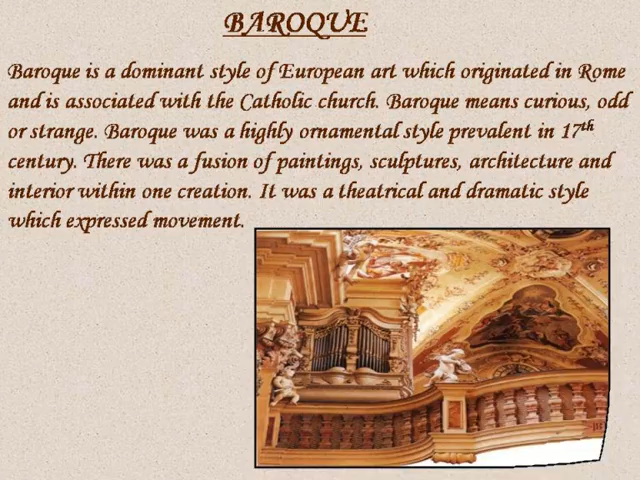 BAROQUE
Baroque is a dominant style of European art which originated in Rome
and is associated with the Catholic church. Baroque means curious, odd
or strange. Baroque was a highly ornamental style prevalent in 17th
century. There was a fusion of paintings, sculptures, architecture and
interior within one creation. It was a theatrical and dramatic style
which expressed movement.